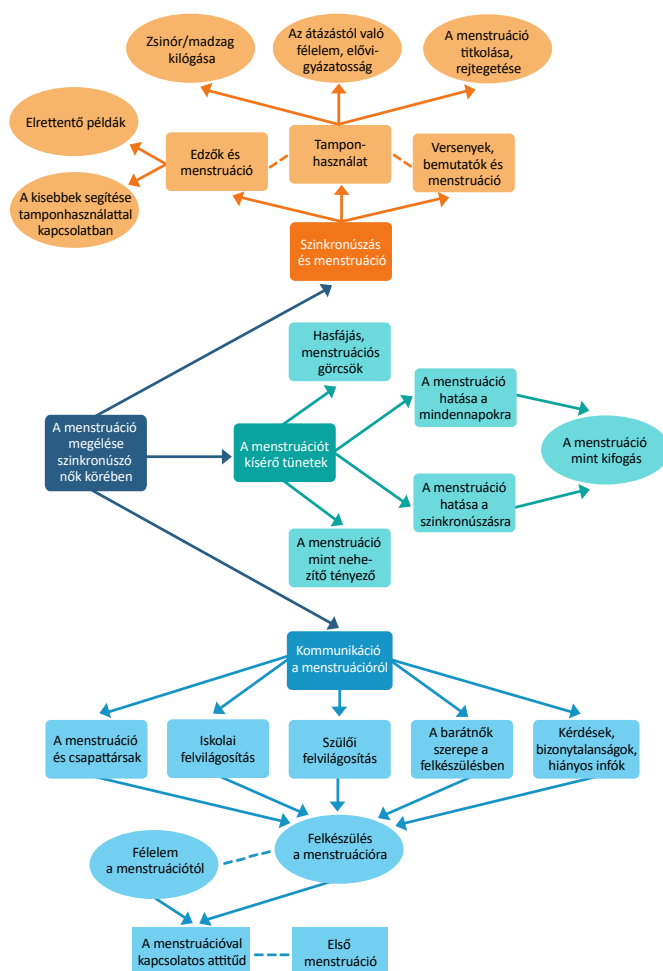 Zsinór/madzag
kilógása
Az átázástól való
félelem, elővi-
gyázatosság
A menstruáció
titkolása,
rejtegetése
Elrettentő példák
Edzők és
menstruáció
Tampon-
használat
Versenyek,
bemutatók és
menstruáció
A kisebbek segítése
tamponhasználattal
kapcsolatban
Szinkronúszás
és menstruáció
Hasfájás,
menstruációs
görcsök
A menstruáció
hatása a
mindennapokra
A menstruáció
megélése
szinkronúszó
nők körében
A menstruációt
kísérő tünetek
A menstruáció
mint kifogás
A menstruáció
hatása a
szinkronúszásra
A menstruáció
mint nehe-
zítő tényező
Kommunikáció
a menstruációról
A menstruáció
és csapattársak
Iskolai
felvilágosítás
Szülői
felvilágosítás
A barátnők
szerepe a
felkészülésben
Kérdések,
bizonytalanságok,
hiányos infók
Félelem
a menstruációtól
Felkészülés
a menstruációra
A menstruációval
kapcsolatos attitűd
Első
menstruáció